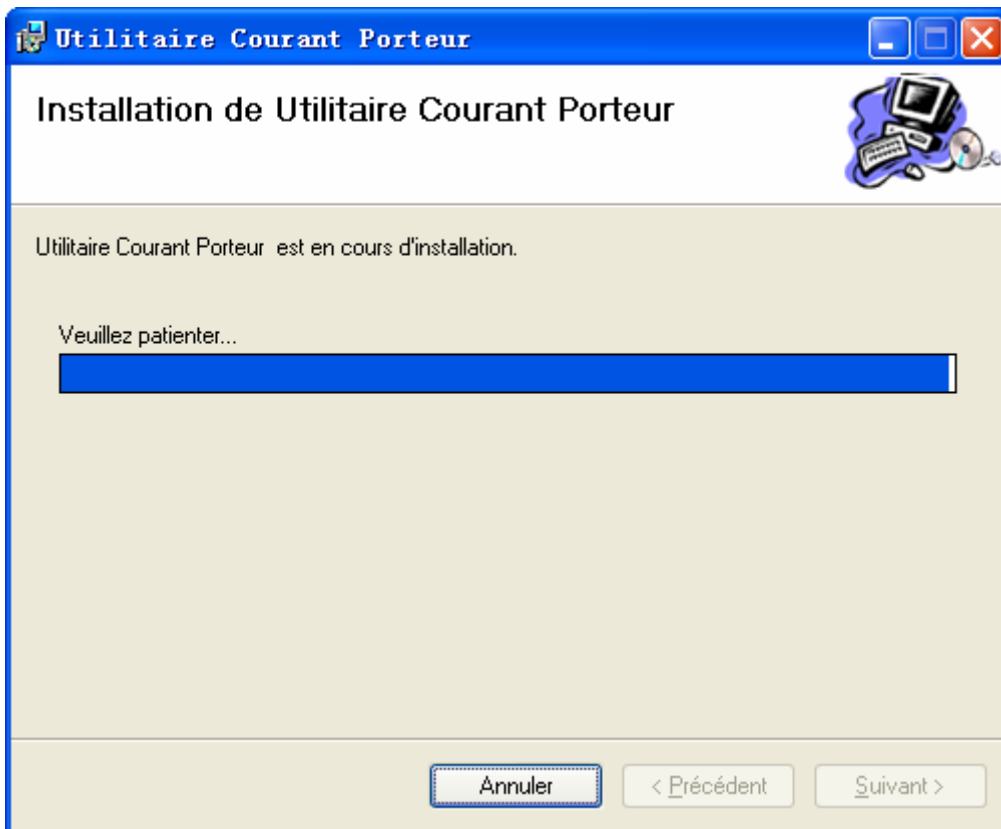 Utilitaire Courant Porteur
Installation de Utilitaire Courant Porteur
Utilitaire Courant Porteur  est en cours d'installation.
Veuillez patienter...
Annuler
< Précédent
Suivant >